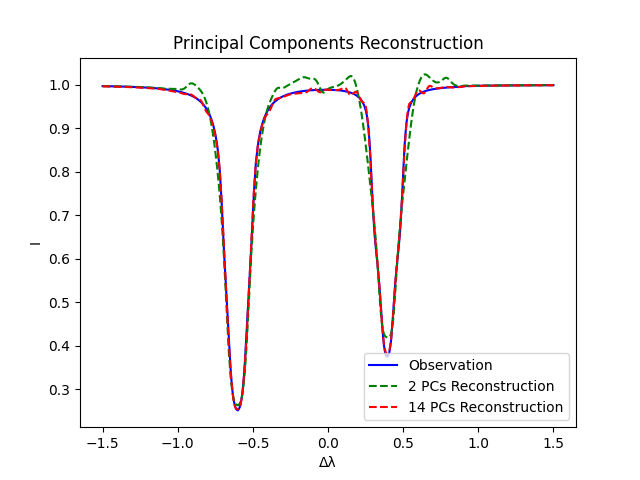 Principal Components Reconstruction
I
1.0
0.9
0.8
0.7
0.6
0.5
0.4
0.3
Observation
2 PCs Reconstruction
14 PCs Reconstruction
−1.5 −1.0 −0.5 0.0 0.5 1.0 1.5
Δλ